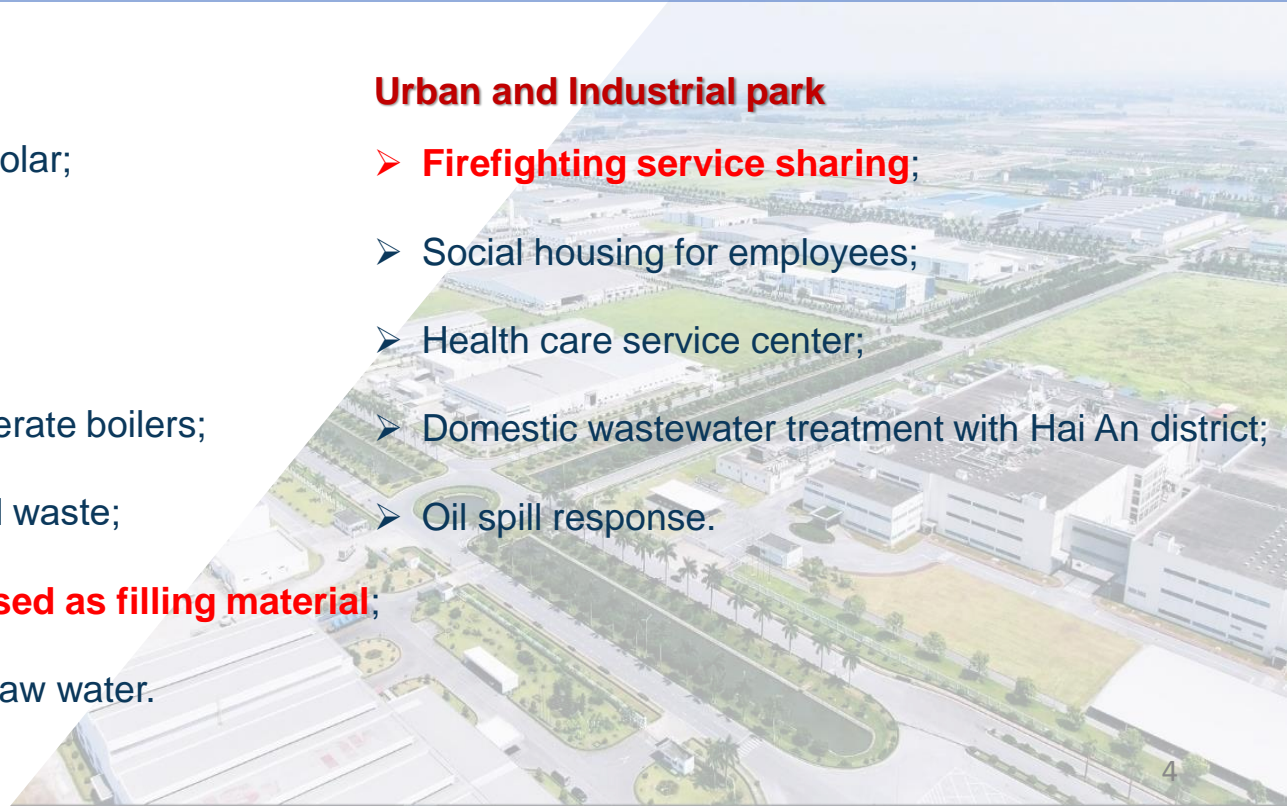 Urban and Industrial park
olar;
➢ Firefighting service sharing;
➢ Social housing for employees;
➢ Health care service center;
erate boilers;
➢ Domestic wastewater treatment with Hai An district;
waste;
➢ Oil spill response.
sed as filling material;
aw water.
4